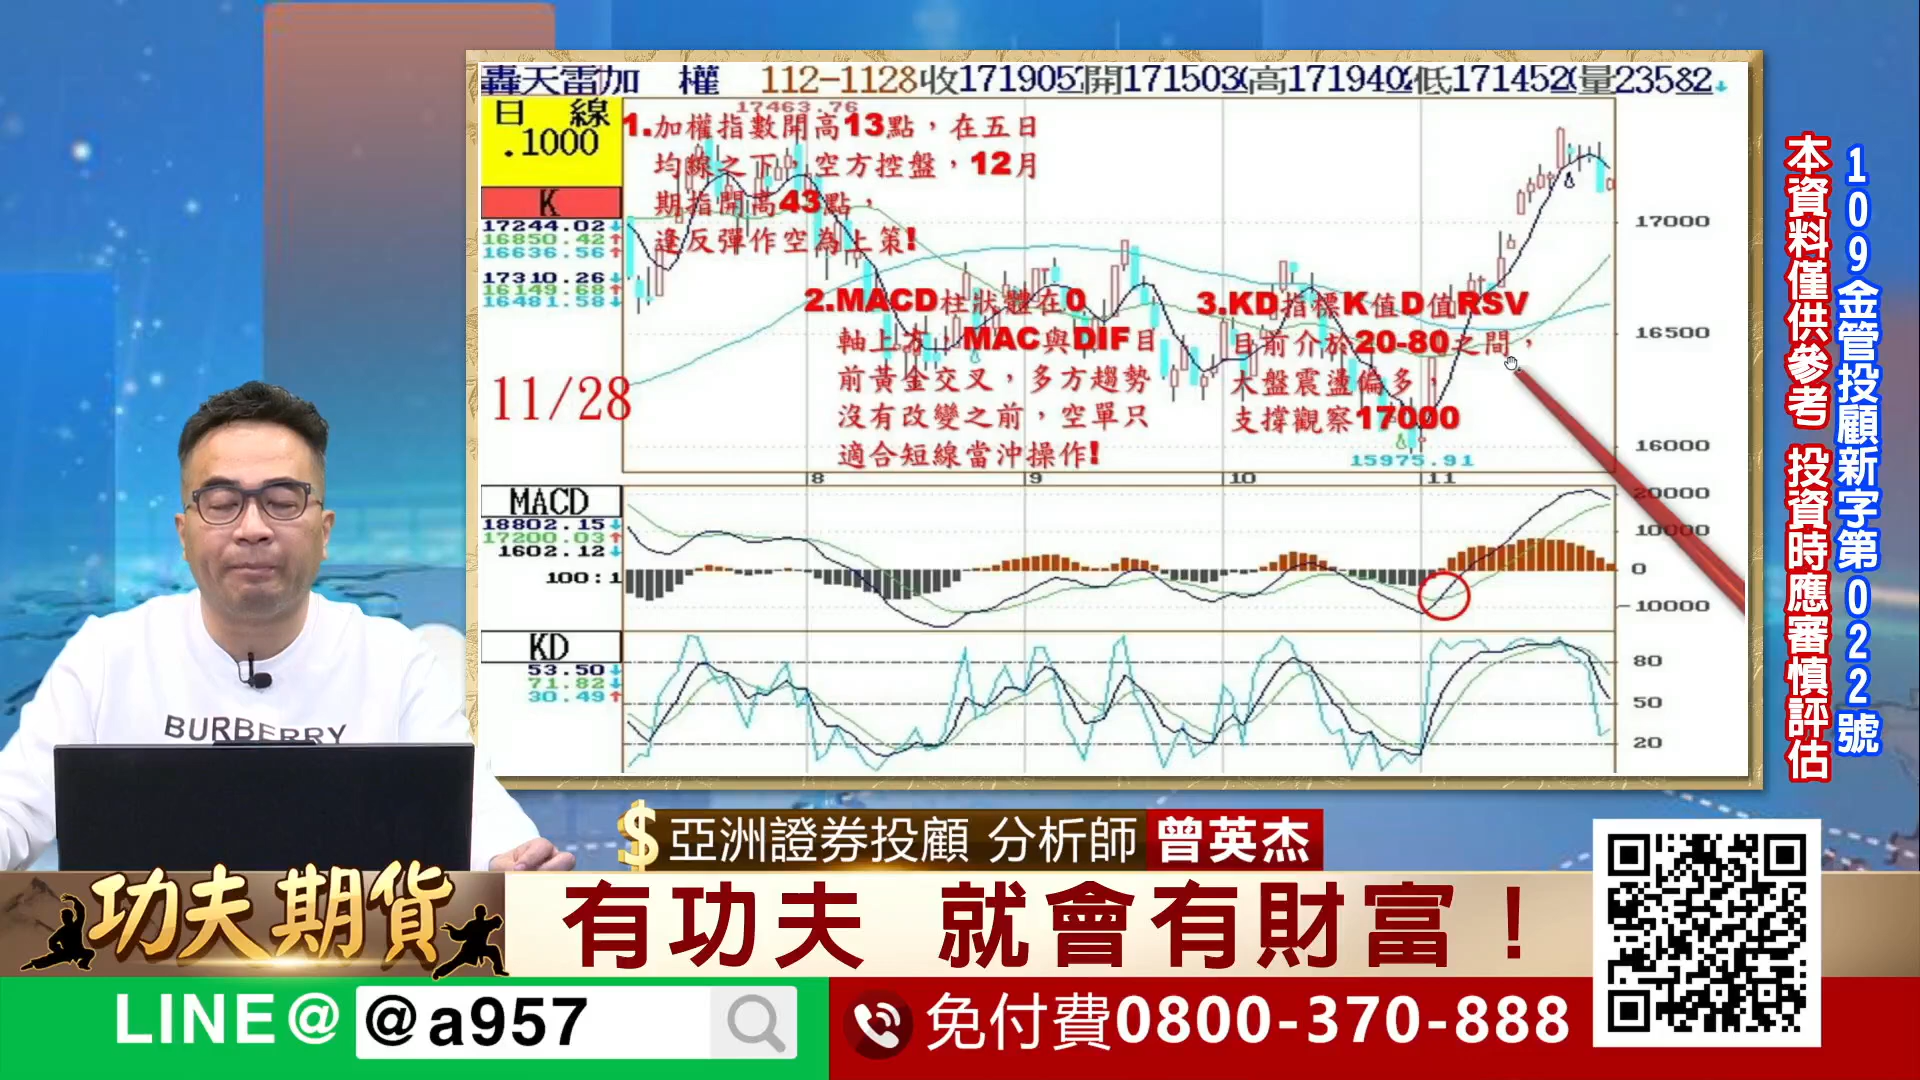 轟天雷加 權 112-1128收171905開171503高171940低171452量23582↓
日 線
.1000
K
17244.02↓
16850.42↑
16636.56↑
17310.26↓
16149.68↑
16481.58↓
11/28
17463.76
1.加權指數開高13點，在五日
均線之下，空方控盤，12月
期指開高43點，
逢反彈作空為上策!
2.MACD柱狀體在0
軸上方，MAC與DIF目
前黃金交叉，多方趨勢
沒有改變之前，空單只
適合短線當沖操作!
3.KD指標K值D值RSV
目前介於20-80之間，
大盤震盪偏多，
支撐觀察17000
15975.91
17000
16500
16000
8 9 10 11
MACD
18802.15↓
17200.03↑
1602.12↓
100:1
20000
10000
0
-10000
KD
53.50↓
71.82↓
30.49↑
80
50
20
109金管投顧新字第022號
本資料僅供參考 投資時應審慎評估
BURBERRY
$亞洲證券投顧 分析師 曾英杰
功夫期貨
有功夫 就會有財富！
LINE@ @a957
免付費0800-370-888